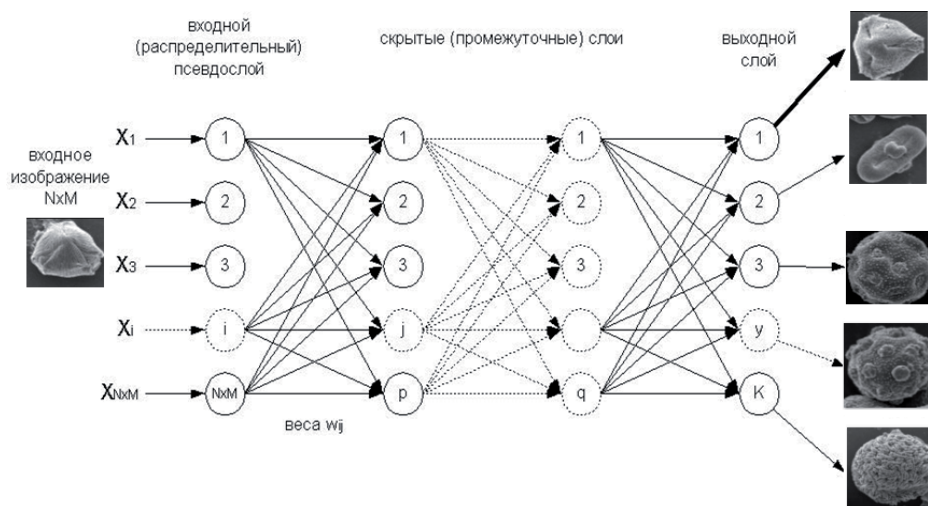 входной
(распределительный)
псевдослой
скрытые (промежуточные) слои
выходной
слой
входное
изображение
NxM
X1
X2
X3
Xi
XNxM
1
2
3
i
NxM
веса wij
1
2
3
j
p
1
2
3
q
1
2
3
y
K